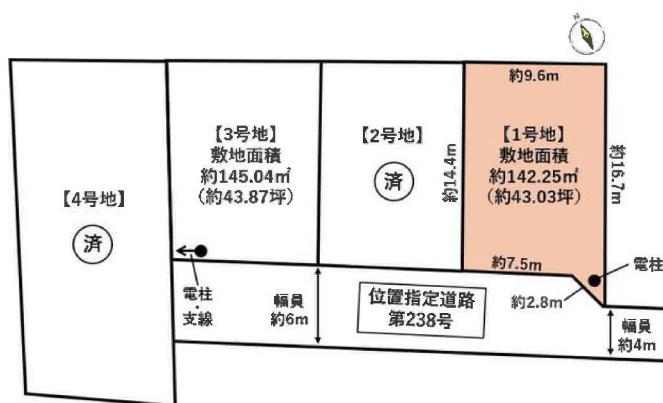 N
約9.6m
【1号地】
敷地面積
約142.25㎡
（約43.03坪）
約16.7m
約14.4m
約7.5m
約2.8m
電柱
【2号地】
済
【3号地】
敷地面積
約145.04㎡
（約43.87坪）
【4号地】
済
電柱
・
支線
幅員
約6m
位置指定道路
第238号
幅員
約4m